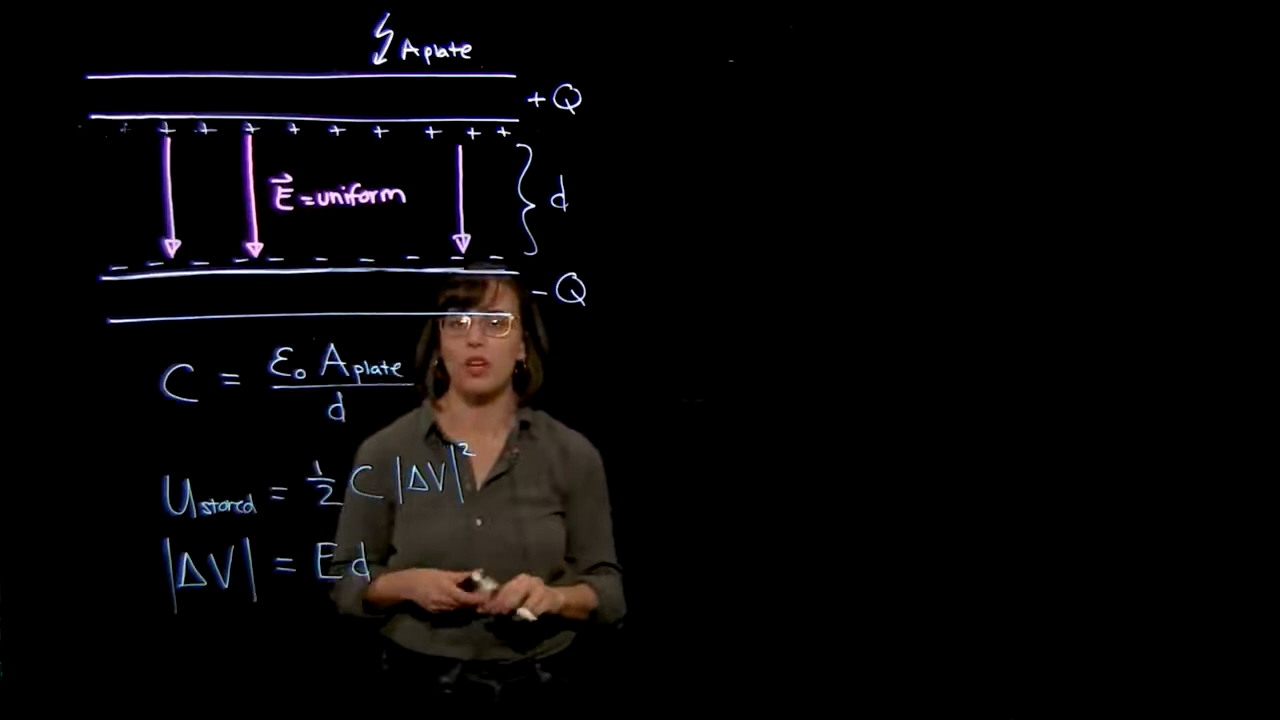 A plate
+ Q
+ + + + + + + + + +
E⃗ = uniform
d
− − − − − − − − −
− Q
C = ε₀ A plate / d
U stored = 1/2 C |ΔV|²
|ΔV| = E d